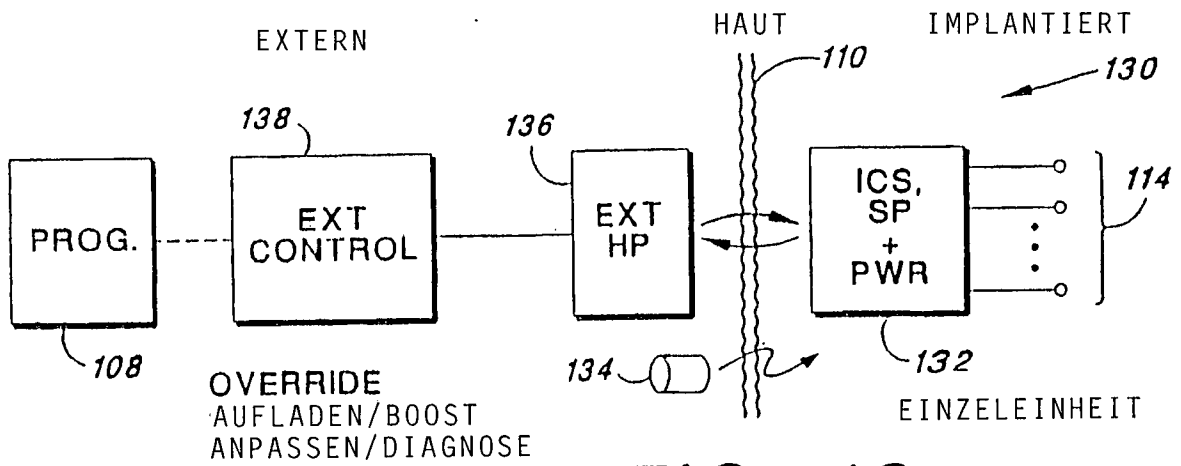 EXTERN
HAUT
IMPLANTIERT
110
130
138
136
PROG.
EXT
CONTROL
EXT
HP
ICS,
SP
+
PWR
114
108
134
132
OVERRIDE
AUFLADEN/BOOST
ANPASSEN/DIAGNOSE
EINZELEINHEIT